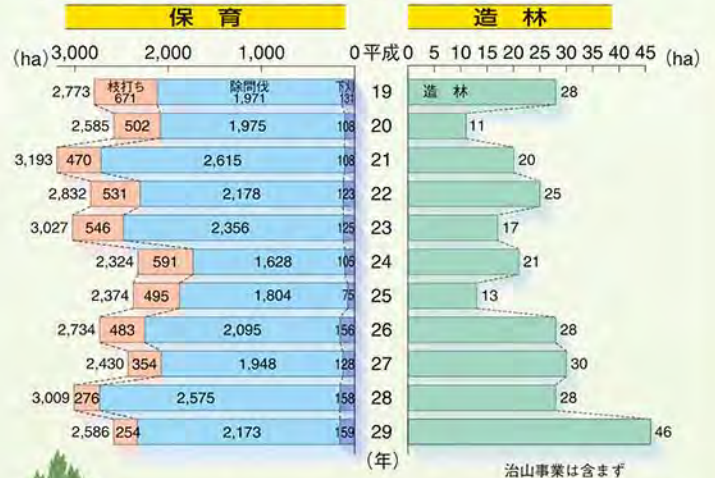 保育 造林
(ha) 3,000 2,000 1,000 0 平成 0 5 10 15 20 25 30 35 40 45 (ha)
枝打ち 除間伐 下刈
2,773 671 1,971 131 19 造林 28
2,585 502 1,975 108 20 11
3,193 470 2,615 108 21 20
2,832 531 2,178 123 22 25
3,027 546 2,356 125 23 17
2,324 591 1,628 105 24 21
2,374 495 1,804 75 25 13
2,734 483 2,095 156 26 28
2,430 354 1,948 128 27 30
3,009 276 2,575 158 28 28
2,586 254 2,173 159 29 46
(年)
治山事業は含まず